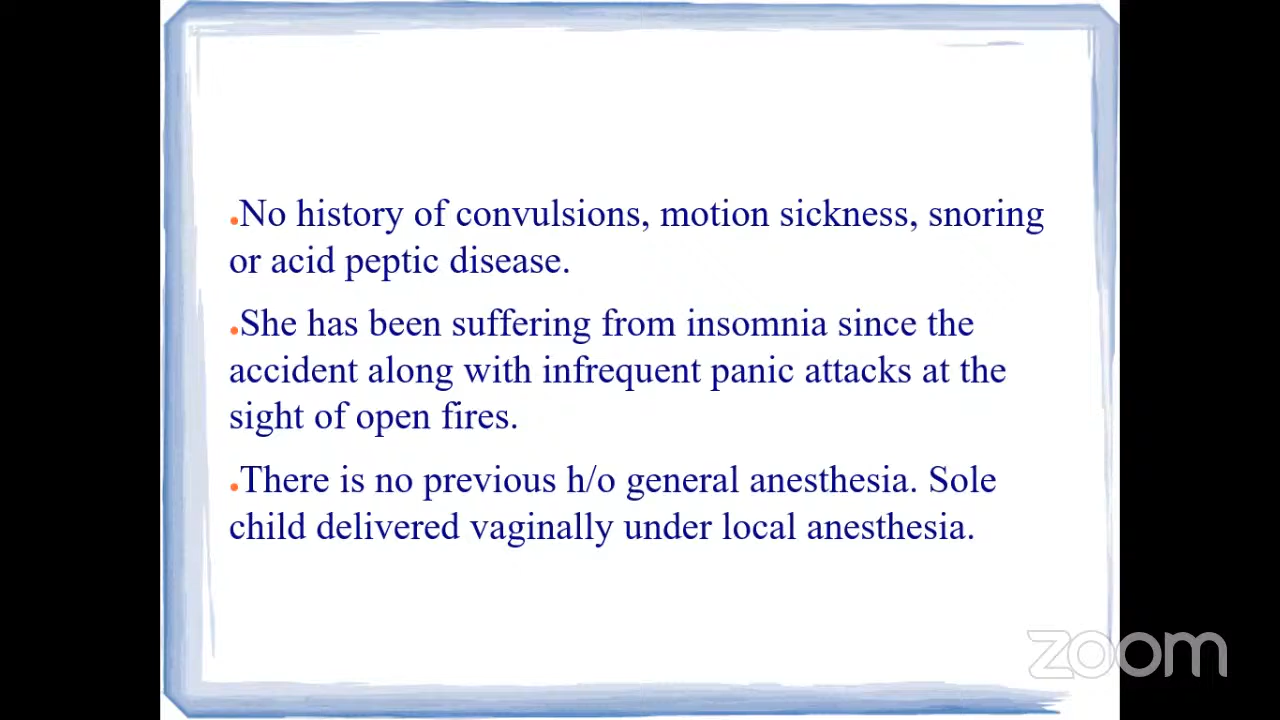 •No history of convulsions, motion sickness, snoring
or acid peptic disease.
•She has been suffering from insomnia since the
accident along with infrequent panic attacks at the
sight of open fires.
•There is no previous h/o general anesthesia. Sole
child delivered vaginally under local anesthesia.
zoom